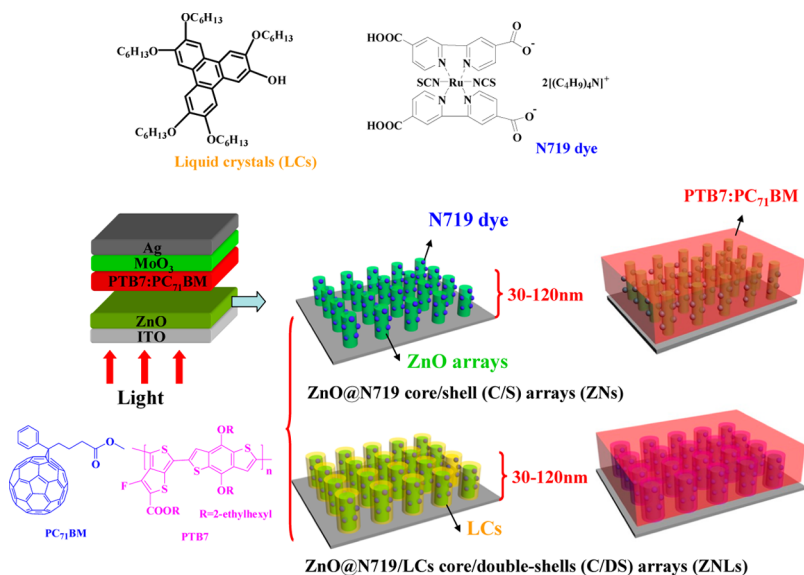 C₆H₁₃O
OC₆H₁₃
C₆H₁₃O
OC₆H₁₃
OH
C₆H₁₃O
OC₆H₁₃
Liquid crystals (LCs)
HOOC
O
O⁻
N
N
SCN
Ru
NCS
2[(C₄H₉)₄N]⁺
N
N
HOOC
O
O⁻
N719 dye
Ag
MoO₃
PTB7:PC₇₁BM
ZnO
ITO
Light
N719 dye
30-120nm
ZnO arrays
ZnO@N719 core/shell (C/S) arrays (ZNs)
PTB7:PC₇₁BM
O
O
PC₇₁BM
OR
S
S
S
n
F
S
COOR
OR
R=2-ethylhexyl
PTB7
30-120nm
LCs
ZnO@N719/LCs core/double-shells (C/DS) arrays (ZNLs)